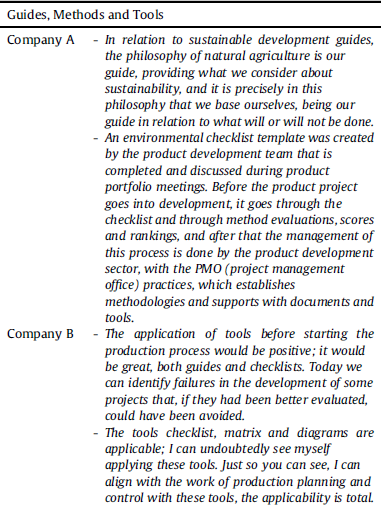 Guides, Methods and Tools
Company A – In relation to sustainable development guides,
the philosophy of natural agriculture is our
guide, providing what we consider about
sustainability, and it is precisely in this
philosophy that we base ourselves, being our
guide in relation to what will or will not be done.
– An environmental checklist template was created
by the product development team that is
completed and discussed during product
portfolio meetings. Before the product project
goes into development, it goes through the
checklist and through method evaluations, scores
and rankings, and after that the management of
this process is done by the product development
sector, with the PMO (project management
office) practices, which establishes
methodologies and supports with documents and
tools.
Company B – The application of tools before starting the
production process would be positive; it would
be great, both guides and checklists. Today we
can identify failures in the development of some
projects that, if they had been better evaluated,
could have been avoided.
– The tools checklist, matrix and diagrams are
applicable; I can undoubtedly see myself
applying these tools. Just so you can see, I can
align with the work of production planning and
control with these tools, the applicability is total.